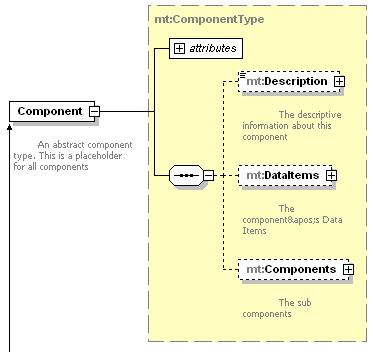 mt:ComponentType
attributes
mt:Description
The descriptive
information about this
component
Component
An abstract component
type. This is a placeholder
for all components
mt:DataItems
The
component&apos;s Data
Items
mt:Components
The sub
components